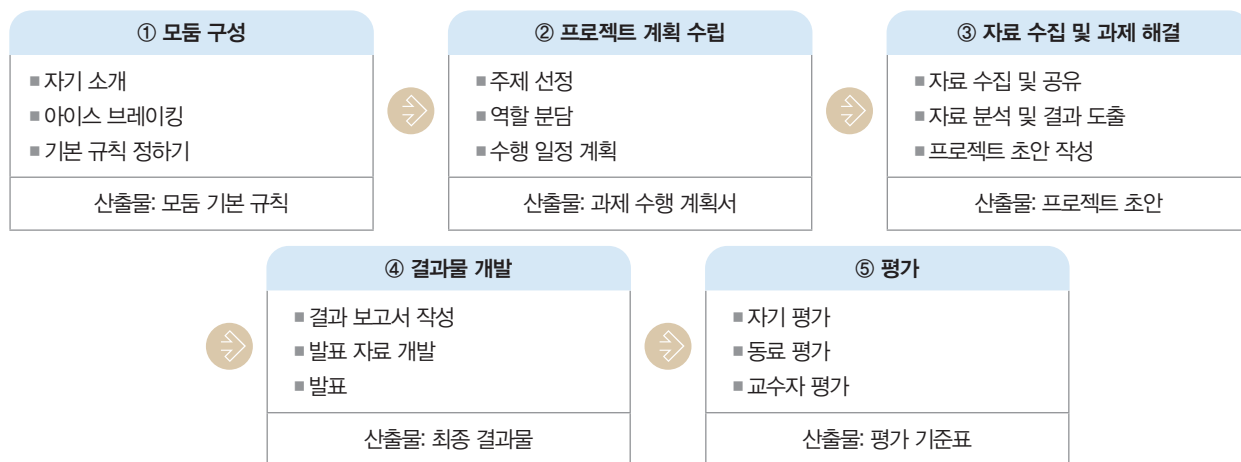 ① 모둠 구성
■ 자기 소개
■ 아이스 브레이킹
■ 기본 규칙 정하기
산출물: 모둠 기본 규칙
② 프로젝트 계획 수립
■ 주제 선정
■ 역할 분담
■ 수행 일정 계획
산출물: 과제 수행 계획서
③ 자료 수집 및 과제 해결
■ 자료 수집 및 공유
■ 자료 분석 및 결과 도출
■ 프로젝트 초안 작성
산출물: 프로젝트 초안
④ 결과물 개발
■ 결과 보고서 작성
■ 발표 자료 개발
■ 발표
산출물: 최종 결과물
⑤ 평가
■ 자기 평가
■ 동료 평가
■ 교수자 평가
산출물: 평가 기준표